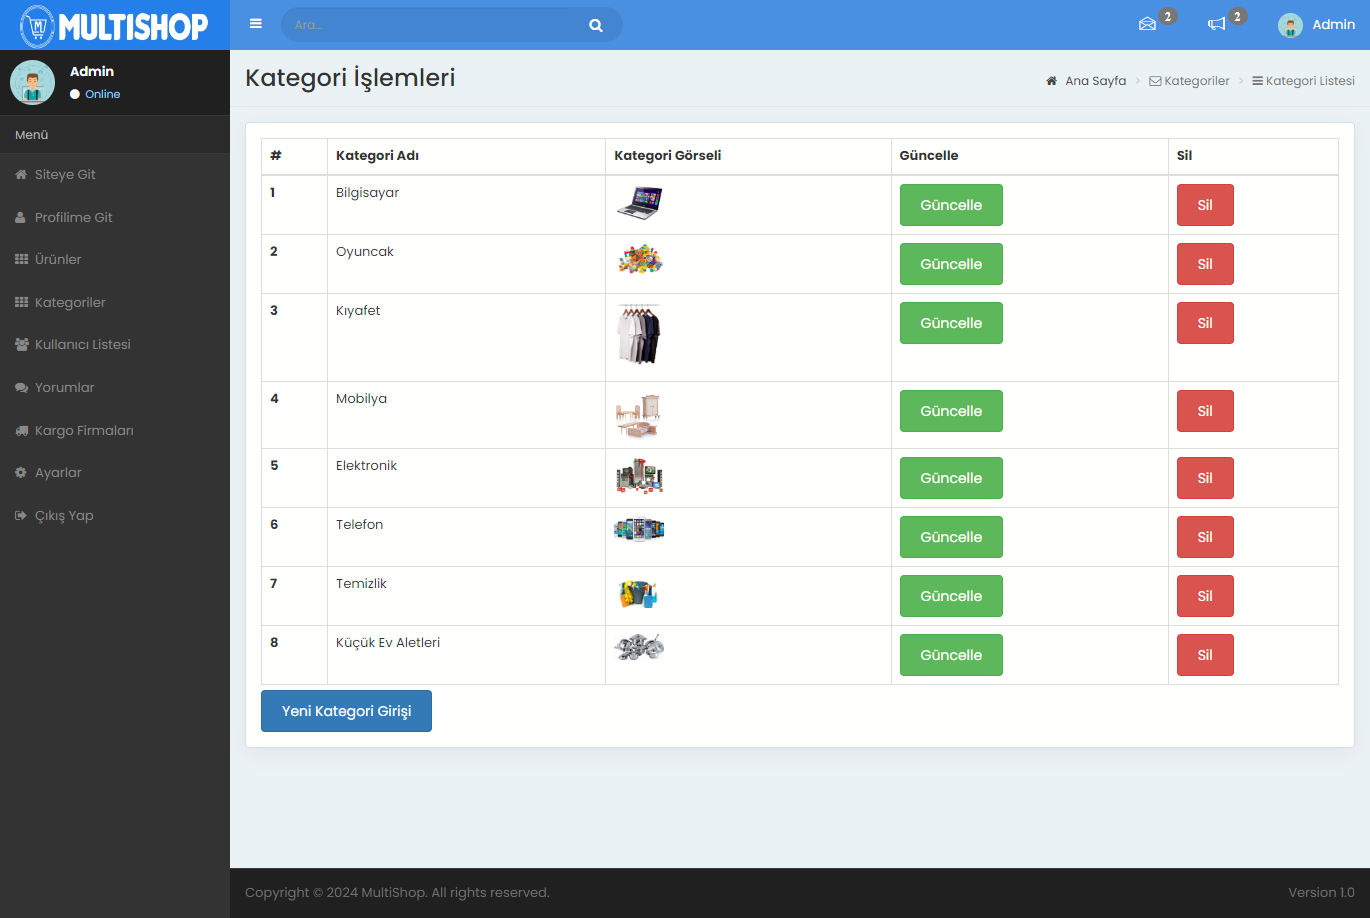 MULTISHOP
Ara...
2
2
Admin
Admin
Online
Menü
Siteye Git
Profilime Git
Ürünler
Kategoriler
Kullanıcı Listesi
Yorumlar
Kargo Firmaları
Ayarlar
Çıkış Yap
Kategori İşlemleri
Ana Sayfa > Kategoriler > Kategori Listesi
# Kategori Adı Kategori Görseli Güncelle Sil
1 Bilgisayar Güncelle Sil
2 Oyuncak Güncelle Sil
3 Kıyafet Güncelle Sil
4 Mobilya Güncelle Sil
5 Elektronik Güncelle Sil
6 Telefon Güncelle Sil
7 Temizlik Güncelle Sil
8 Küçük Ev Aletleri Güncelle Sil
Yeni Kategori Girişi
Copyright © 2024 MultiShop. All rights reserved.
Version 1.0